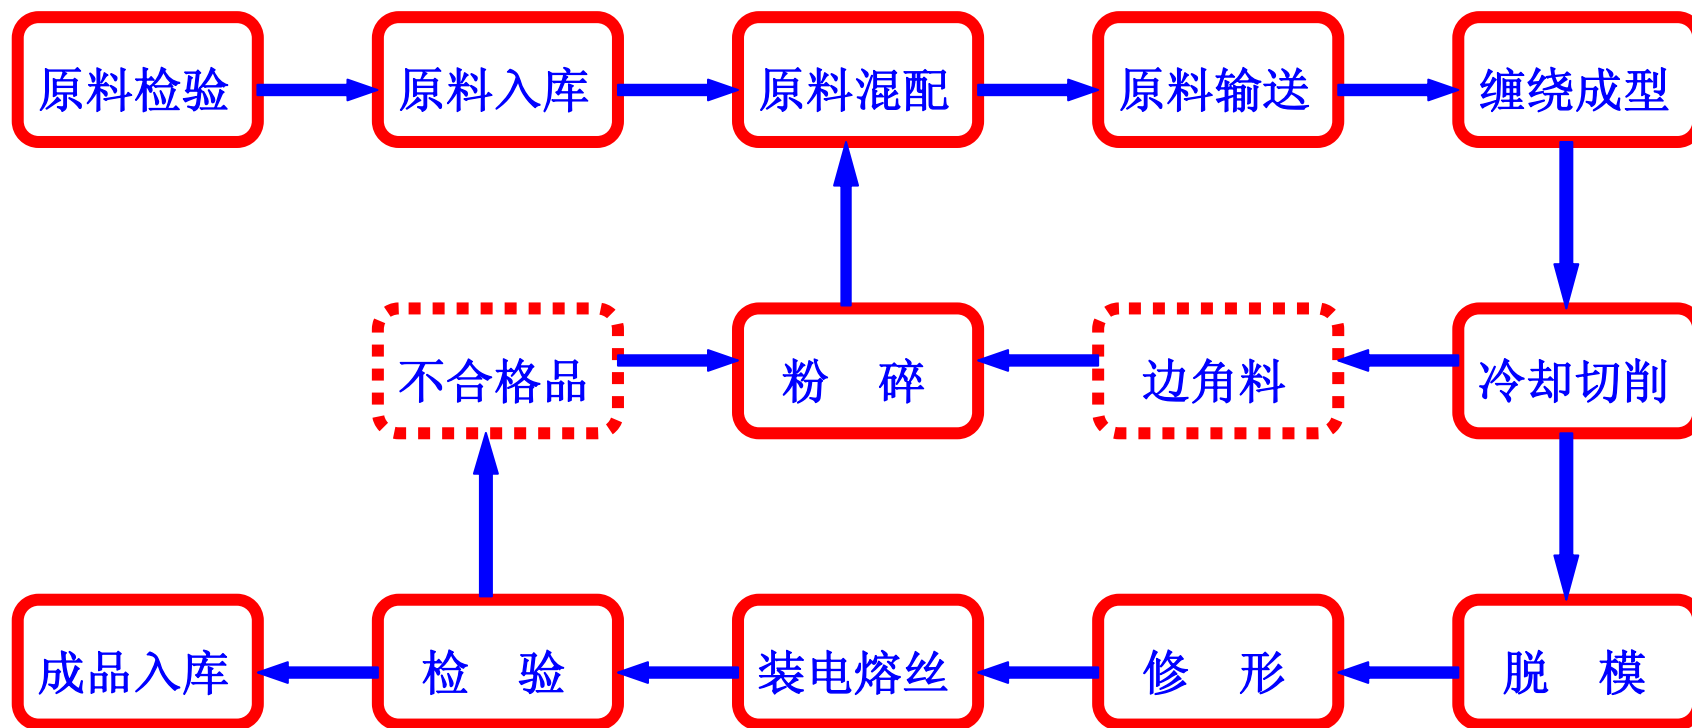 原料检验
原料入库
原料混配
原料输送
缠绕成型
不合格品
粉 碎
边角料
冷却切削
成品入库
检 验
装电熔丝
修 形
脱 模